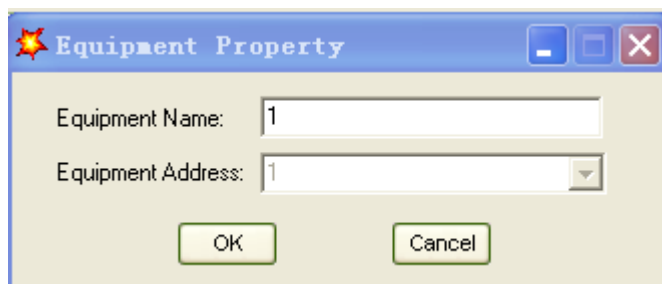 Equipment Property
Equipment Name: 1
Equipment Address: 1
OK Cancel